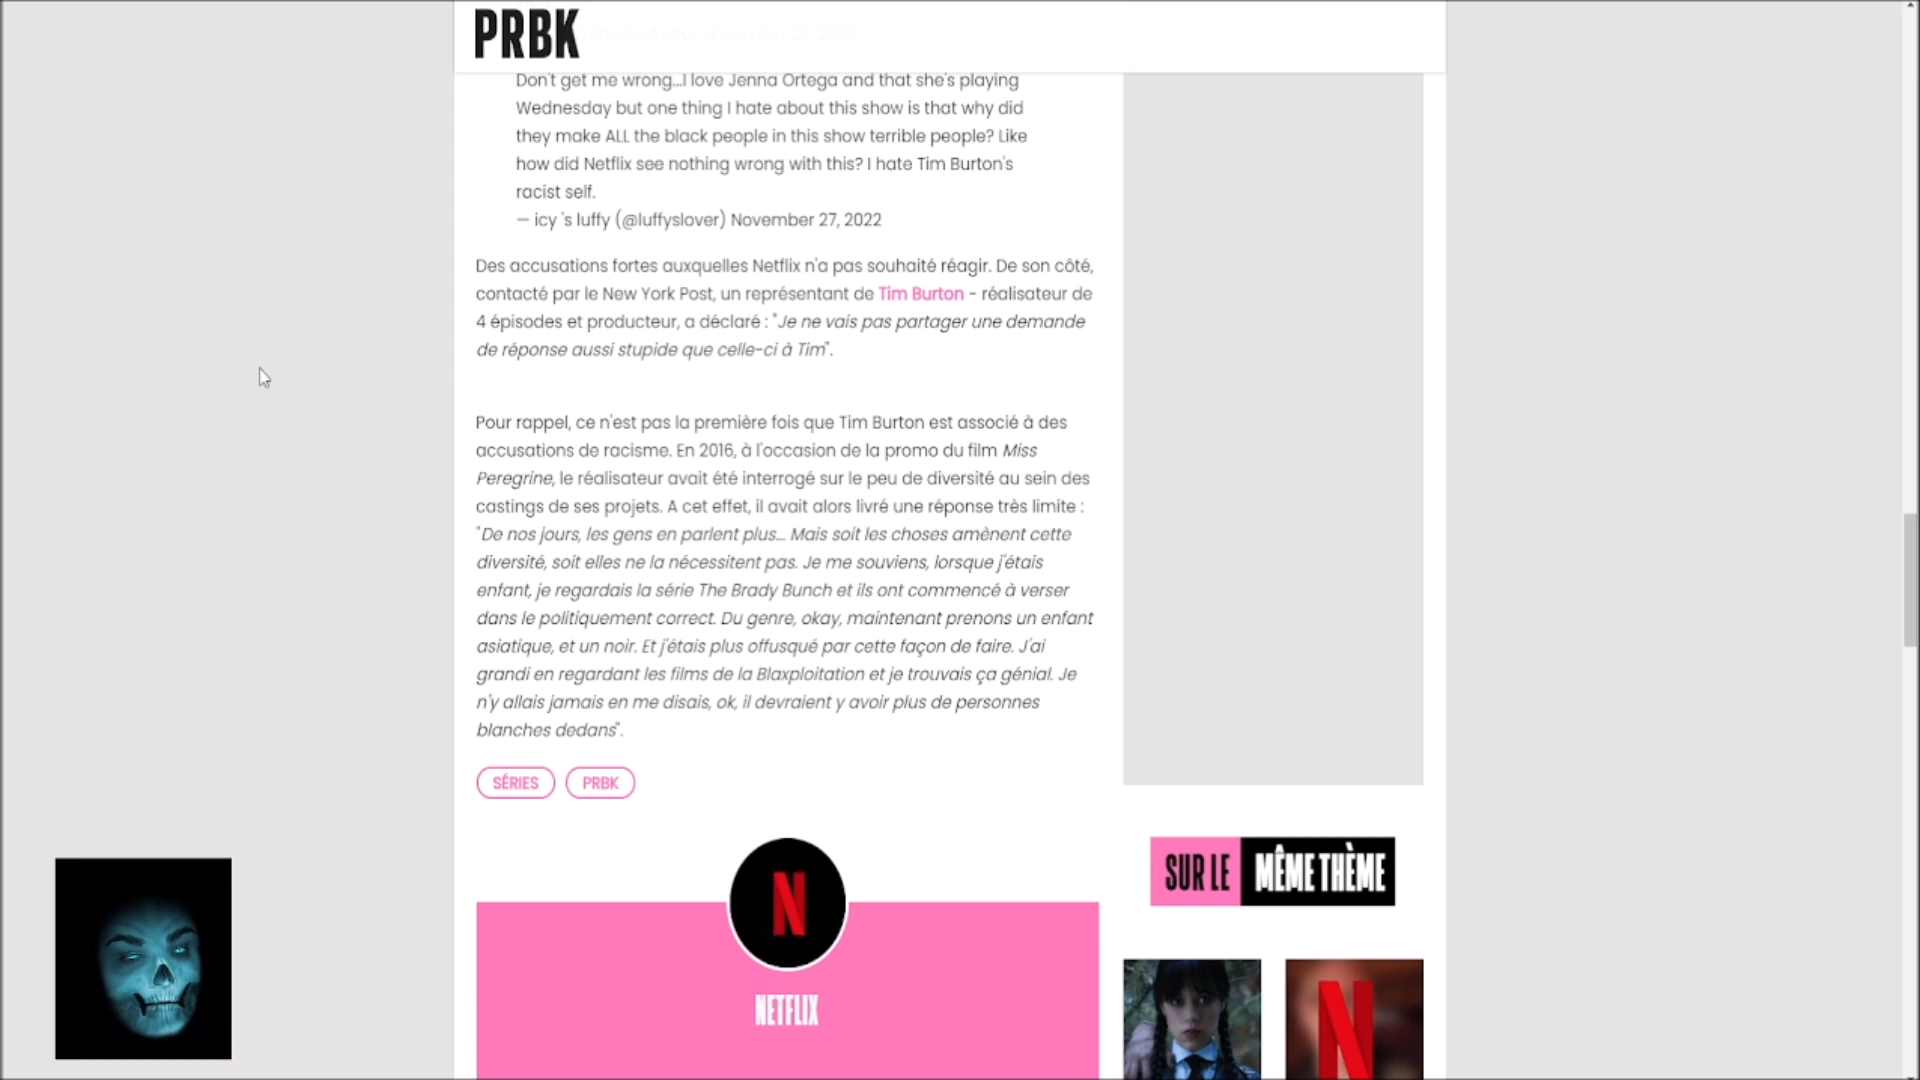 PRBK
Don't get me wrong...I love Jenna Ortega and that she's playing
Wednesday but one thing I hate about this show is that why did
they make ALL the black people in this show terrible people? Like
how did Netflix see nothing wrong with this? I hate Tim Burton's
racist self.
— icy 's luffy (@luffyslover) November 27, 2022
Des accusations fortes auxquelles Netflix n'a pas souhaité réagir. De son côté,
contacté par le New York Post, un représentant de Tim Burton - réalisateur de
4 épisodes et producteur, a déclaré : "Je ne vais pas partager une demande
de réponse aussi stupide que celle-ci à Tim".
Pour rappel, ce n'est pas la première fois que Tim Burton est associé à des
accusations de racisme. En 2016, à l'occasion de la promo du film Miss
Peregrine, le réalisateur avait été interrogé sur le peu de diversité au sein des
castings de ses projets. A cet effet, il avait alors livré une réponse très limite :
"De nos jours, les gens en parlent plus... Mais soit les choses amènent cette
diversité, soit elles ne la nécessitent pas. Je me souviens, lorsque j'étais
enfant, je regardais la série The Brady Bunch et ils ont commencé à verser
dans le politiquement correct. Du genre, okay, maintenant prenons un enfant
asiatique, et un noir. Et j'étais plus offusqué par cette façon de faire. J'ai
grandi en regardant les films de la Blaxploitation et je trouvais ça génial. Je
n'y allais jamais en me disais, ok, il devraient y avoir plus de personnes
blanches dedans".
SÉRIES PRBK
SUR LE MÊME THÈME
N
NETFLIX
N